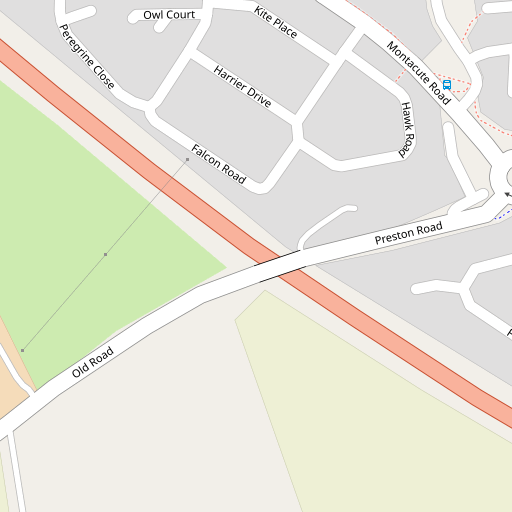 Owl Court
Kite Place
Peregrine Close
Montacute Road
Harrier Drive
Hawk Road
Falcon Road
Preston Road
Old Road